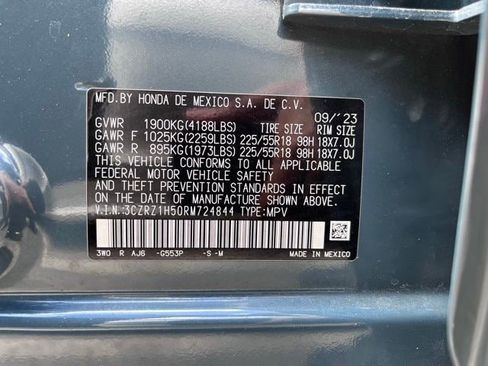 MFD.BY HONDA DE MEXICO S.A. DE C.V.
09/'23
GVWR 1900KG(4188LBS) TIRE SIZE RIM SIZE
GAWR F 1025KG(2259LBS) 225/55R18 98H 18X7.0J
GAWR R 895KG(1973LBS) 225/55R18 98H 18X7.0J
THIS VEHICLE CONFORMS TO ALL APPLICABLE
FEDERAL MOTOR VEHICLE SAFETY, BUMPER,
AND THEFT PREVENTION STANDARDS IN EFFECT
ON THE DATE OF MANUFACTURE SHOWN ABOVE.
V.I.N.:3CZRZ1H50RM724844 TYPE:MPV
3W0 R AJ6 -G553P -S -M MADE IN MEXICO